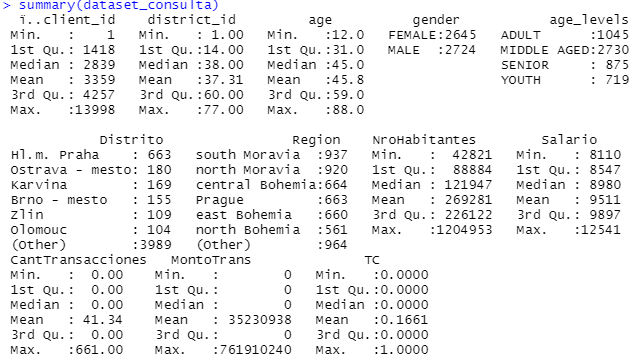 > summary(dataset_consulta)
ï..client_id district_id age gender age_levels
Min. : 1 Min. : 1.00 Min. :12.0 FEMALE:2645 ADULT :1045
1st Qu.: 1418 1st Qu.:14.00 1st Qu.:31.0 MALE :2724 MIDDLE AGED:2730
Median : 2839 Median :38.00 Median :45.0 SENIOR : 875
Mean : 3359 Mean :37.31 Mean :45.8 YOUTH : 719
3rd Qu.: 4257 3rd Qu.:60.00 3rd Qu.:59.0
Max. :13998 Max. :77.00 Max. :88.0
Distrito Region NroHabitantes Salario
Hl.m. Praha : 663 south Moravia :937 Min. : 42821 Min. : 8110
Ostrava - mesto: 180 north Moravia :920 1st Qu.: 88884 1st Qu.: 8547
Karvina : 169 central Bohemia:664 Median : 121947 Median : 8980
Brno - mesto : 155 Prague :663 Mean : 269281 Mean : 9511
Zlin : 109 east Bohemia :660 3rd Qu.: 226122 3rd Qu.: 9897
Olomouc : 104 north Bohemia :561 Max. :1204953 Max. :12541
(Other) :3989 (Other) :964
CantTransacciones MontoTrans TC
Min. : 0.00 Min. : 0 Min. :0.0000
1st Qu.: 0.00 1st Qu.: 0 1st Qu.:0.0000
Median : 0.00 Median : 0 Median :0.0000
Mean : 41.34 Mean : 35230938 Mean :0.1661
3rd Qu.: 0.00 3rd Qu.: 0 3rd Qu.:0.0000
Max. :661.00 Max. :761910240 Max. :1.0000